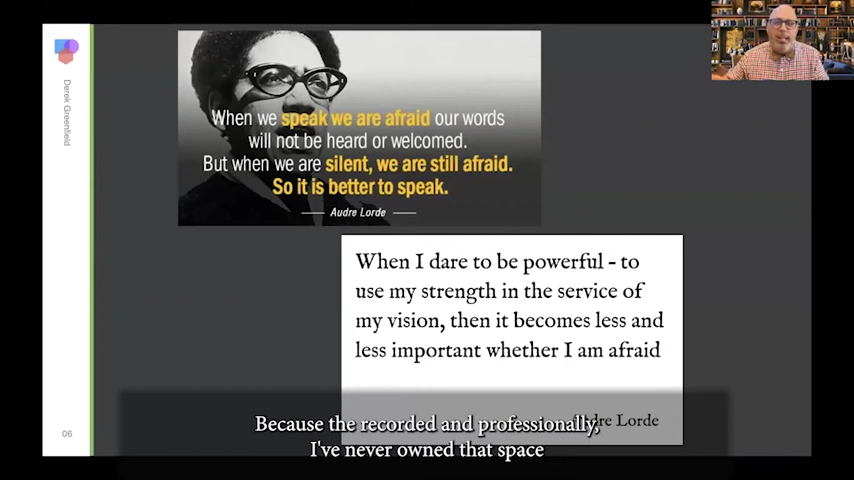 Derek Greenfield
When we speak we are afraid our words
will not be heard or welcomed.
But when we are silent, we are still afraid.
So it is better to speak.
Audre Lorde
When I dare to be powerful - to
use my strength in the service of
my vision, then it becomes less and
less important whether I am afraid
Lorde
Because the recorded and professionally,
I've never owned that space
06